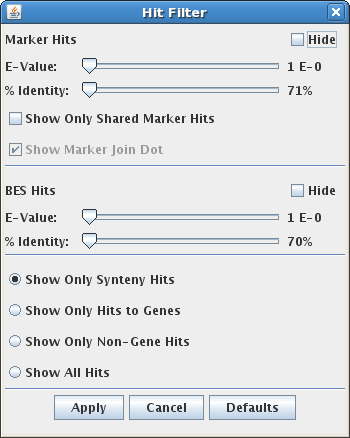 Hit Filter
Marker Hits Hide
E-Value: 1 E-0
% Identity: 71%
Show Only Shared Marker Hits
Show Marker Join Dot
BES Hits Hide
E-Value: 1 E-0
% Identity: 70%
Show Only Synteny Hits
Show Only Hits to Genes
Show Only Non-Gene Hits
Show All Hits
Apply Cancel Defaults